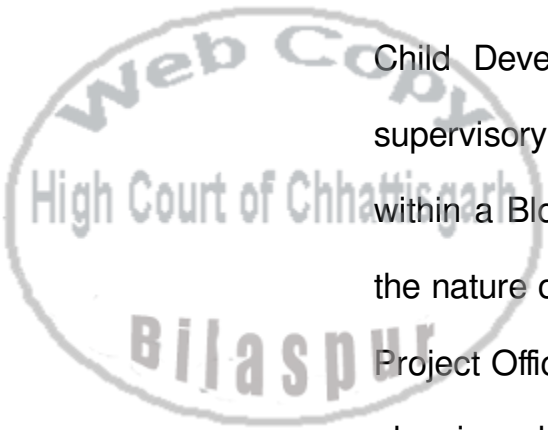 Web Copy
High Court of Chhattisgarh
Bilaspur
Child Deve
supervisory
within a Blo
the nature o
Project Offic